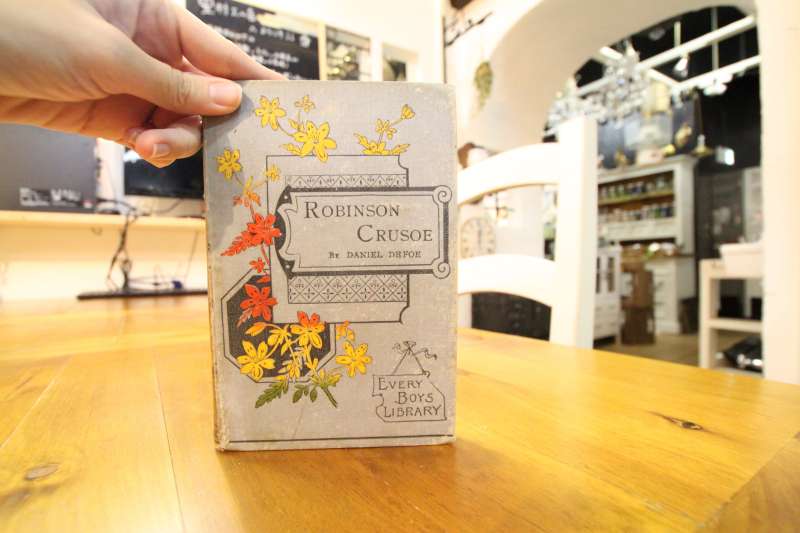 ROBINSON
CRUSOE
BY DANIEL DEFOE
EVERY
BOYS
LIBRARY